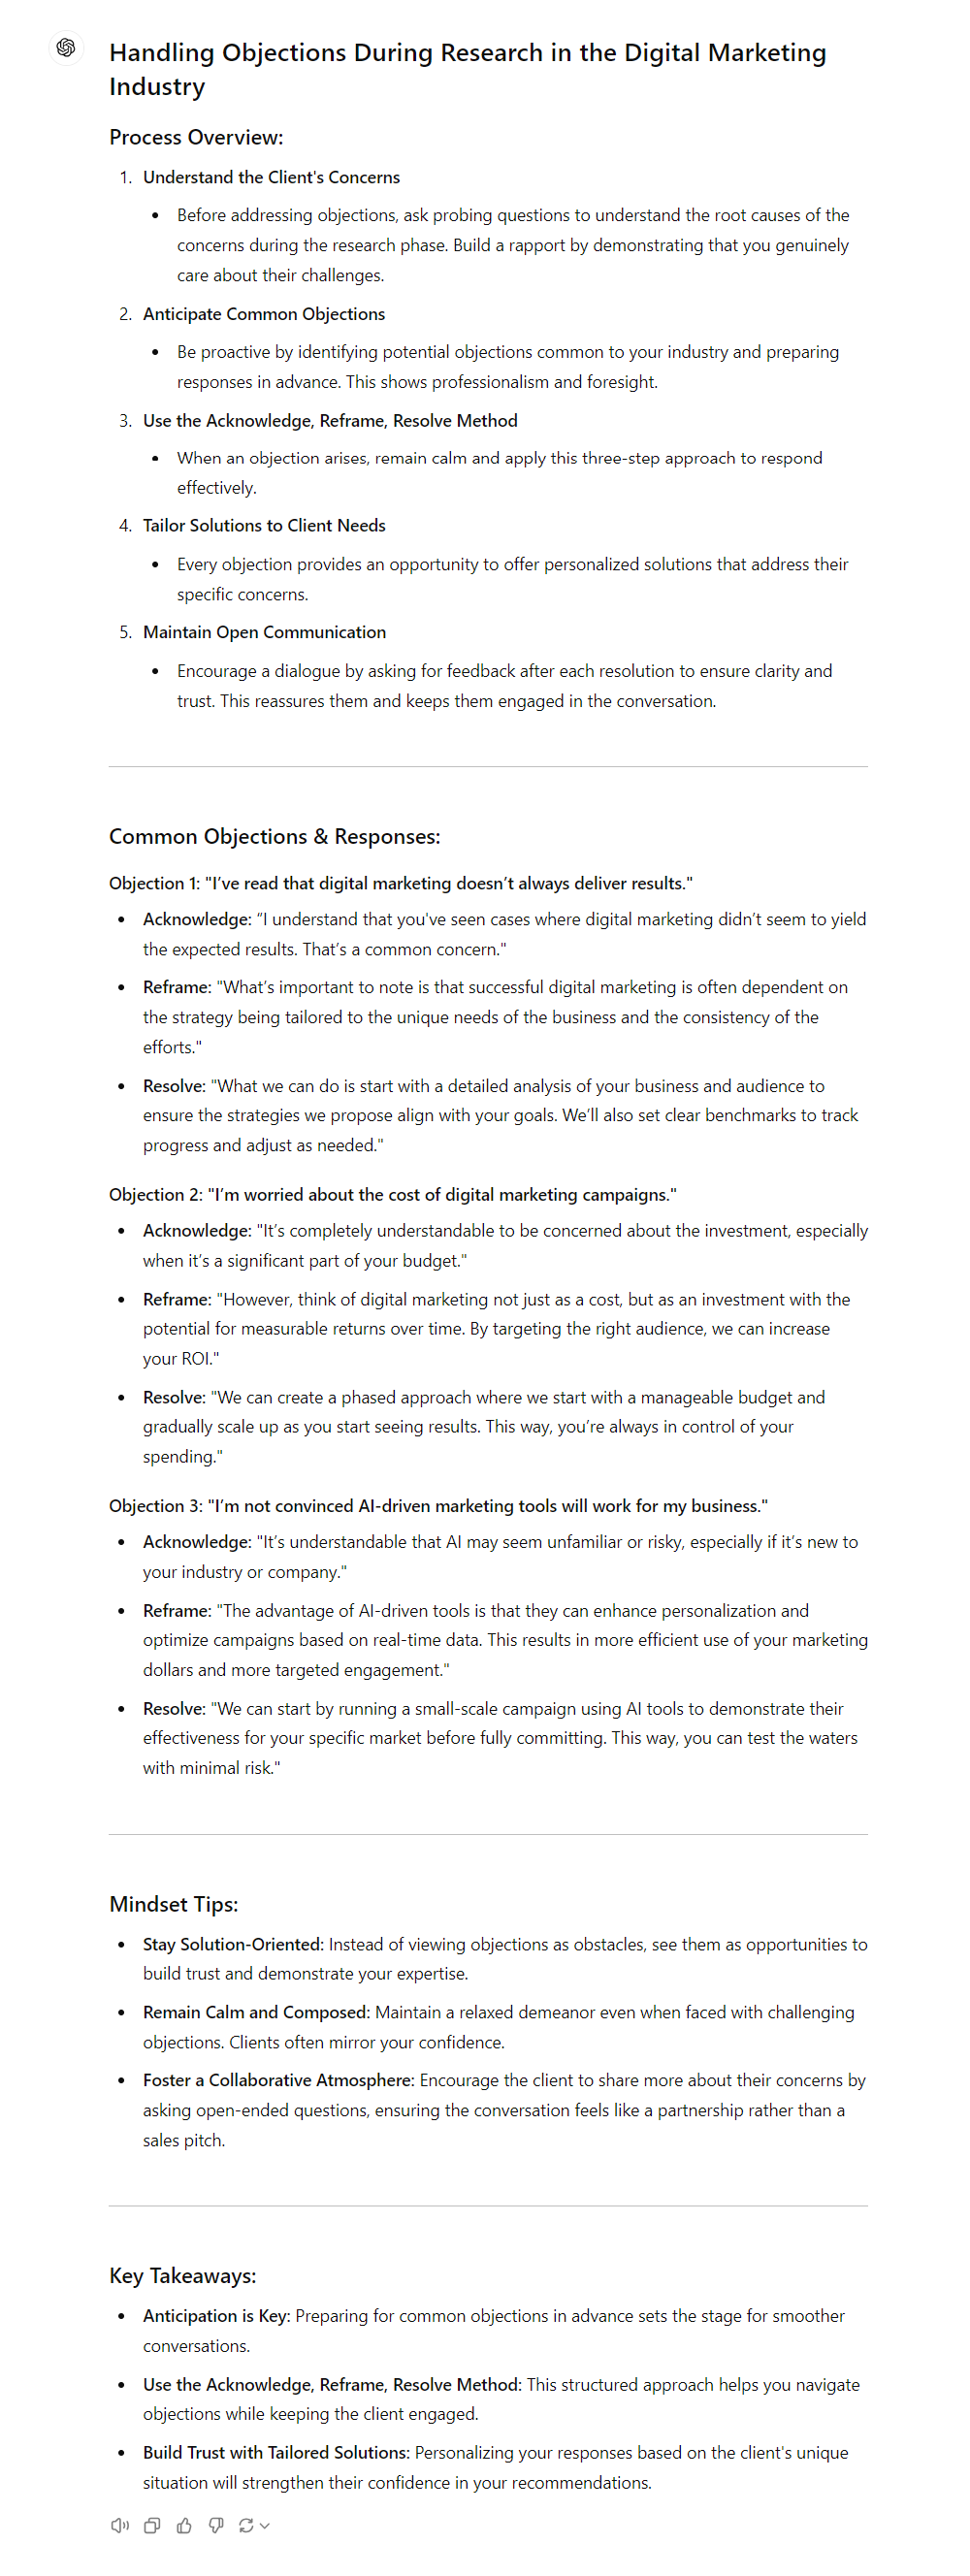 Handling Objections During Research in the Digital Marketing
Industry
Process Overview:
1. Understand the Client's Concerns
• Before addressing objections, ask probing questions to understand the root causes of the
concerns during the research phase. Build a rapport by demonstrating that you genuinely
care about their challenges.
2. Anticipate Common Objections
• Be proactive by identifying potential objections common to your industry and preparing
responses in advance. This shows professionalism and foresight.
3. Use the Acknowledge, Reframe, Resolve Method
• When an objection arises, remain calm and apply this three-step approach to respond
effectively.
4. Tailor Solutions to Client Needs
• Every objection provides an opportunity to offer personalized solutions that address their
specific concerns.
5. Maintain Open Communication
• Encourage a dialogue by asking for feedback after each resolution to ensure clarity and
trust. This reassures them and keeps them engaged in the conversation.
Common Objections & Responses:
Objection 1: "I’ve read that digital marketing doesn’t always deliver results."
• Acknowledge: “I understand that you've seen cases where digital marketing didn’t seem to yield
the expected results. That’s a common concern."
• Reframe: "What’s important to note is that successful digital marketing is often dependent on
the strategy being tailored to the unique needs of the business and the consistency of the
efforts."
• Resolve: "What we can do is start with a detailed analysis of your business and audience to
ensure the strategies we propose align with your goals. We’ll also set clear benchmarks to track
progress and adjust as needed."
Objection 2: "I’m worried about the cost of digital marketing campaigns."
• Acknowledge: "It’s completely understandable to be concerned about the investment, especially
when it’s a significant part of your budget."
• Reframe: "However, think of digital marketing not just as a cost, but as an investment with the
potential for measurable returns over time. By targeting the right audience, we can increase
your ROI."
• Resolve: "We can create a phased approach where we start with a manageable budget and
gradually scale up as you start seeing results. This way, you’re always in control of your
spending."
Objection 3: "I’m not convinced AI-driven marketing tools will work for my business."
• Acknowledge: "It’s understandable that AI may seem unfamiliar or risky, especially if it’s new to
your industry or company."
• Reframe: "The advantage of AI-driven tools is that they can enhance personalization and
optimize campaigns based on real-time data. This results in more efficient use of your marketing
dollars and more targeted engagement."
• Resolve: "We can start by running a small-scale campaign using AI tools to demonstrate their
effectiveness for your specific market before fully committing. This way, you can test the waters
with minimal risk."
Mindset Tips:
• Stay Solution-Oriented: Instead of viewing objections as obstacles, see them as opportunities to
build trust and demonstrate your expertise.
• Remain Calm and Composed: Maintain a relaxed demeanor even when faced with challenging
objections. Clients often mirror your confidence.
• Foster a Collaborative Atmosphere: Encourage the client to share more about their concerns by
asking open-ended questions, ensuring the conversation feels like a partnership rather than a
sales pitch.
Key Takeaways:
• Anticipation is Key: Preparing for common objections in advance sets the stage for smoother
conversations.
• Use the Acknowledge, Reframe, Resolve Method: This structured approach helps you navigate
objections while keeping the client engaged.
• Build Trust with Tailored Solutions: Personalizing your responses based on the client's unique
situation will strengthen their confidence in your recommendations.